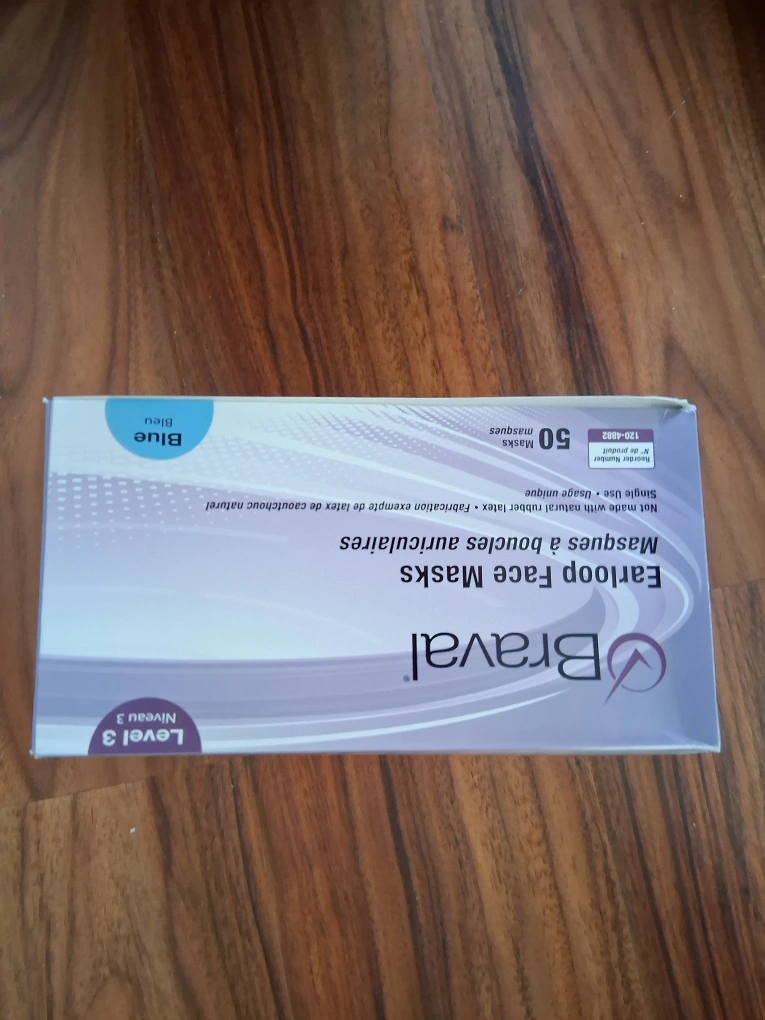 Level 3
Niveau 3
Braval®
Earloop Face Masks
Masques à boucles auriculaires
Not made with natural rubber latex • Fabrication exempte de latex de caoutchouc naturel
Single Use • Usage unique
Reorder Number
N° de produit
120-4882
50 Masks
masques
Blue
Bleu